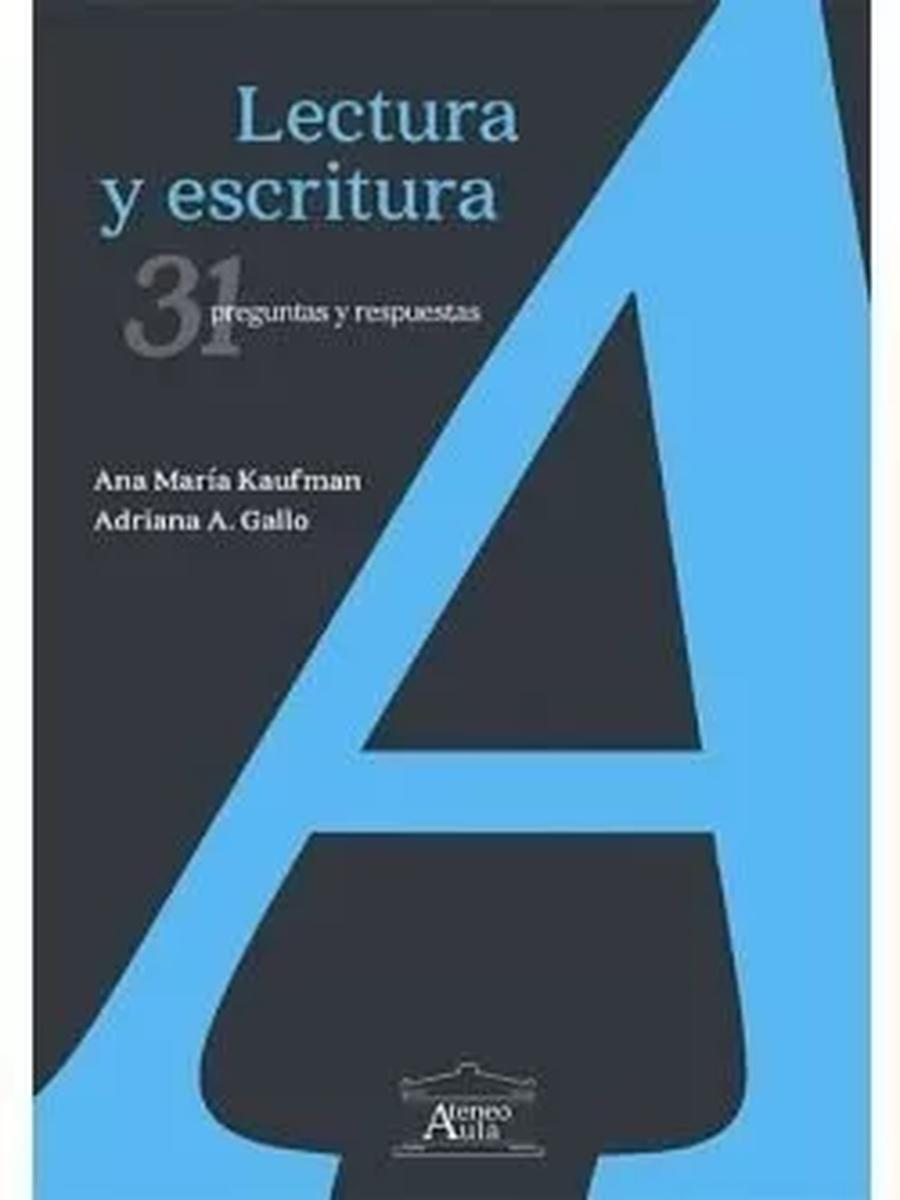 Lectura
y escritura
31
preguntas y respuestas
Ana María Kaufman
Adriana A. Gallo
Ateneo
Aula